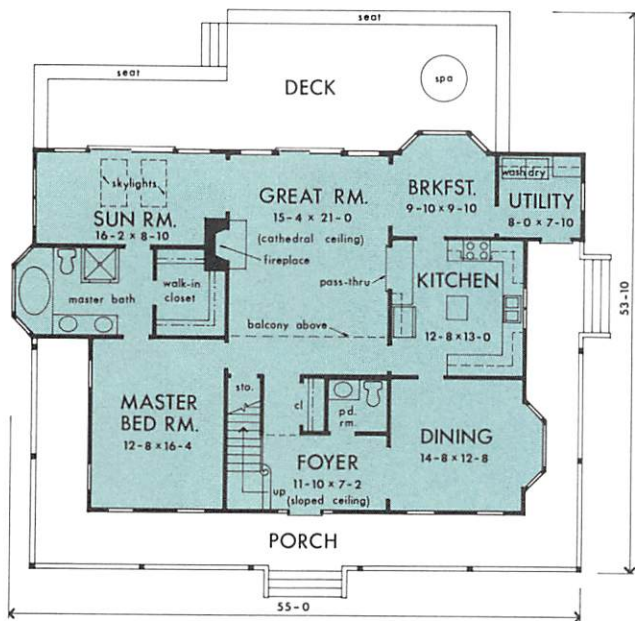 seat
seat
DECK
spa
skylights
SUN RM.
16-2 × 8-10
GREAT RM.
15-4 × 21-0
(cathedral ceiling)
fireplace
BRKFST.
9-10 × 9-10
wash dry
UTILITY
8-0 × 7-10
master bath
walk-in
closet
pass-thru
KITCHEN
12-8 × 13-0
balcony above
53-10
MASTER
BED RM.
12-8 × 16-4
sto.
cl
pd.
rm.
up
FOYER
11-10 × 7-2
(sloped ceiling)
DINING
14-8 × 12-8
PORCH
55-0